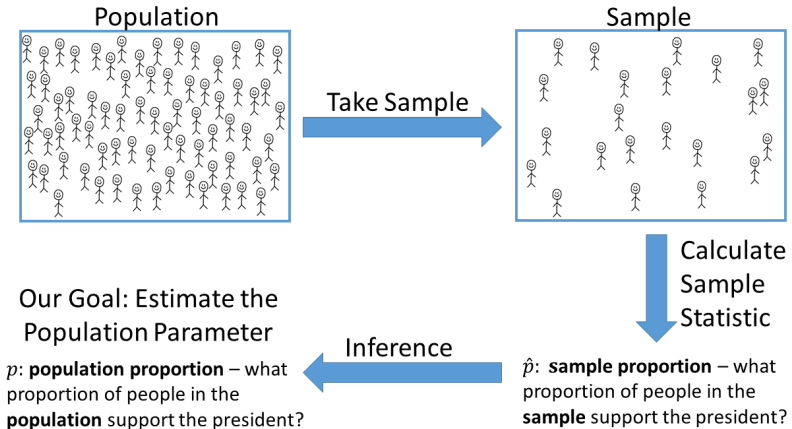 Population
Sample
Take Sample
Calculate
Sample
Statistic
Our Goal: Estimate the
Population Parameter
Inference
p: population proportion – what
proportion of people in the
population support the president?
p̂: sample proportion – what
proportion of people in the
sample support the president?